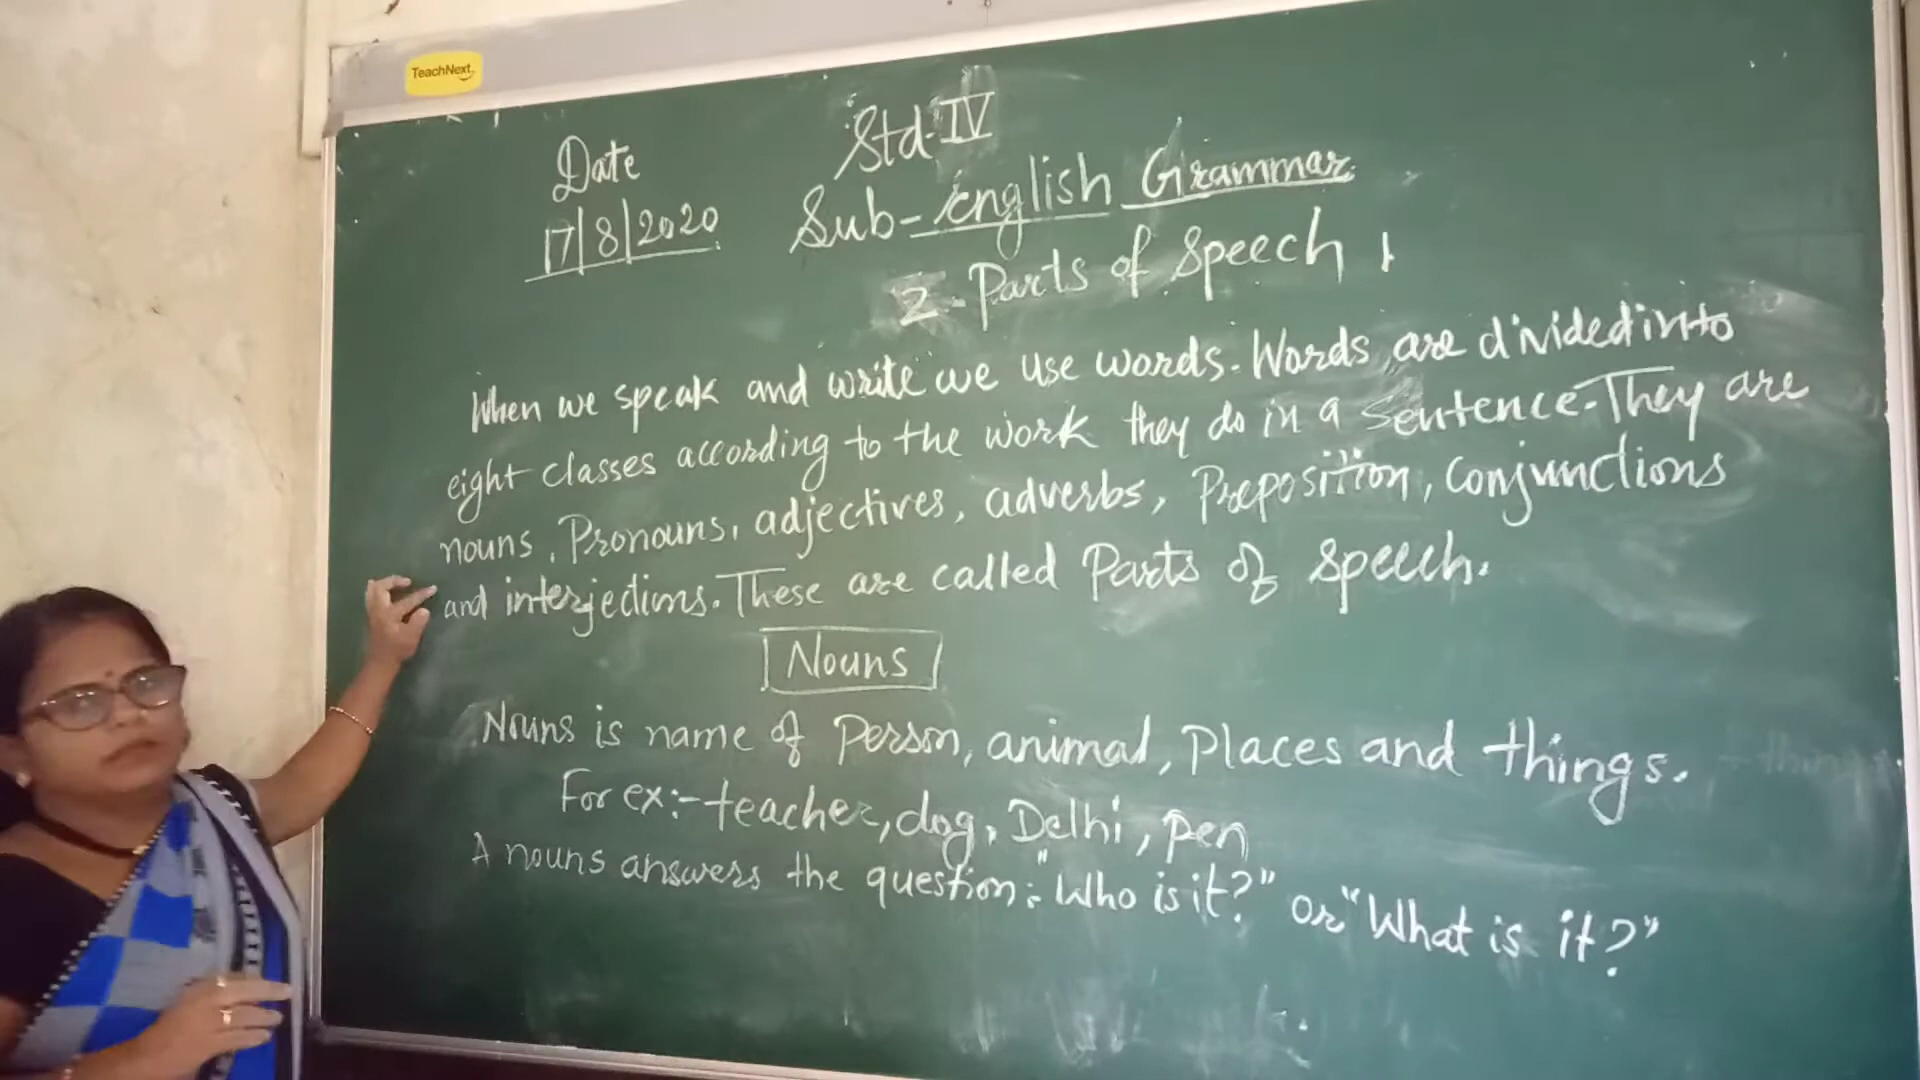 TeachNext
Date
17/8/2020
Std-IV
Sub-English Grammar
2-Parts of Speech
When we speak and write we use words. Words are divided into
eight classes according to the work they do in a sentence. They are
nouns, Pronouns, adjectives, adverbs, Preposition, Conjunctions
and interjections. These are called Parts of speech.
Nouns
Nouns is name of Person, animal, Places and things.
For ex:- teacher, dog, Delhi, pen
A nouns answers the question:- "Who is it?" or "What is it?"